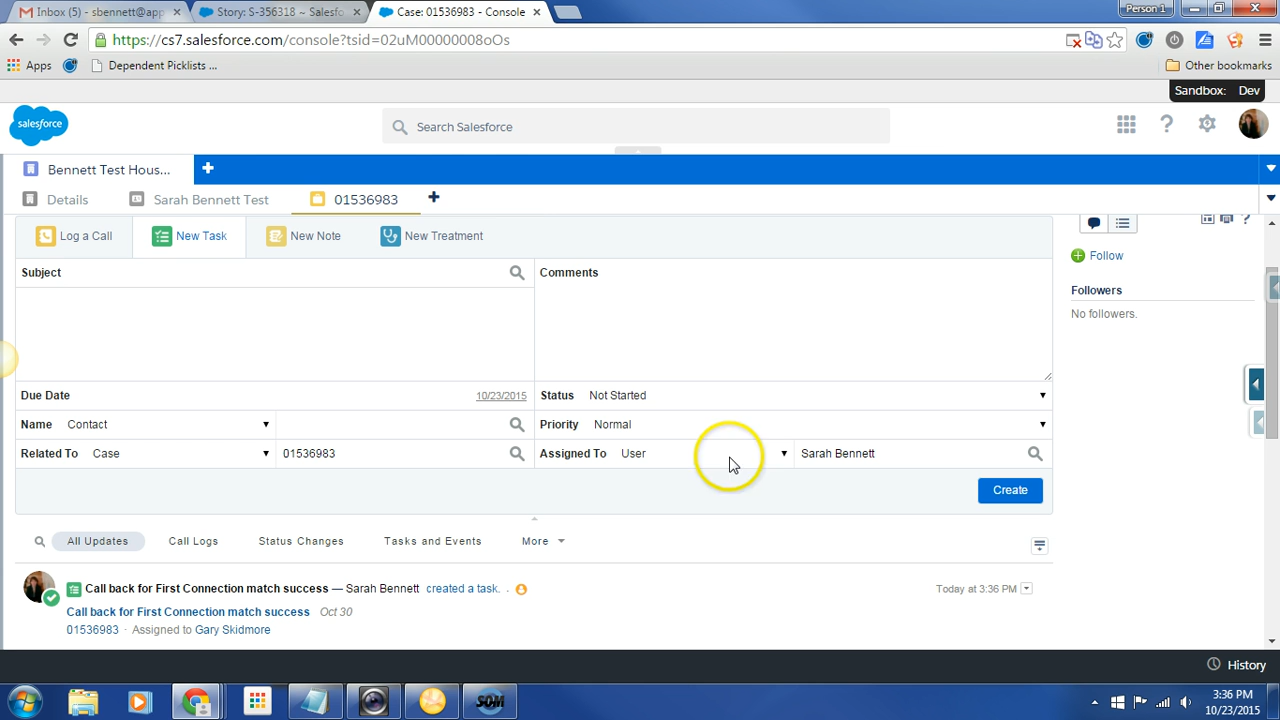 Inbox (5) - sbennett@app
Story: S-356318 ~ Salesfo
Case: 01536983 - Console
Person 1
https://cs7.salesforce.com/console?tsid=02uM00000008oOs
Apps
Dependent Picklists ...
Other bookmarks
Sandbox: Dev
salesforce
Search Salesforce
Bennett Test Hous...
Details
Sarah Bennett Test
01536983
Log a Call
New Task
New Note
New Treatment
Follow
Subject
Comments
Followers
No followers.
Due Date
10/23/2015
Status
Not Started
Name
Contact
Priority
Normal
Related To
Case
01536983
Assigned To
User
Sarah Bennett
Create
All Updates
Call Logs
Status Changes
Tasks and Events
More
Call back for First Connection match success — Sarah Bennett created a task. .
Today at 3:36 PM
Call back for First Connection match success Oct 30
01536983 · Assigned to Gary Skidmore
History
SOM
3:36 PM
10/23/2015